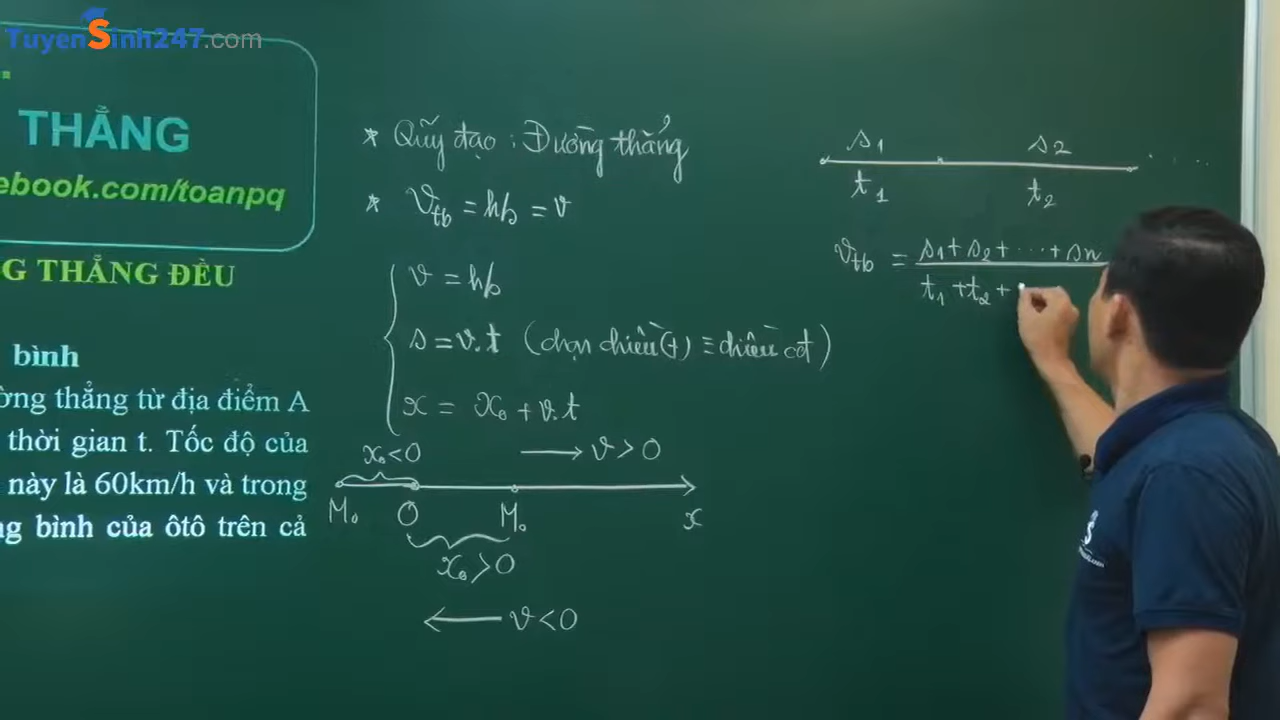 TuyenSinh247.com
THẲNG
ebook.com/toanpq
G THẲNG ĐỀU
bình
ờng thẳng từ địa điểm A
thời gian t. Tốc độ của
này là 60km/h và trong
ng bình của ôtô trên cả
* Quỹ đạo : Đường thẳng
* v_tb = hs = v
v = hs
s = v.t (chọn chiều (+) ≡ chiều cđ)
x = x₀ + v.t
x₀ < 0
→ v > 0
M₀ O M₀ x
x₀ > 0
← v < 0
s₁ s₂ ....
t₁ t₂
v_tb = s₁ + s₂ + ... + sn
t₁ + t₂ +